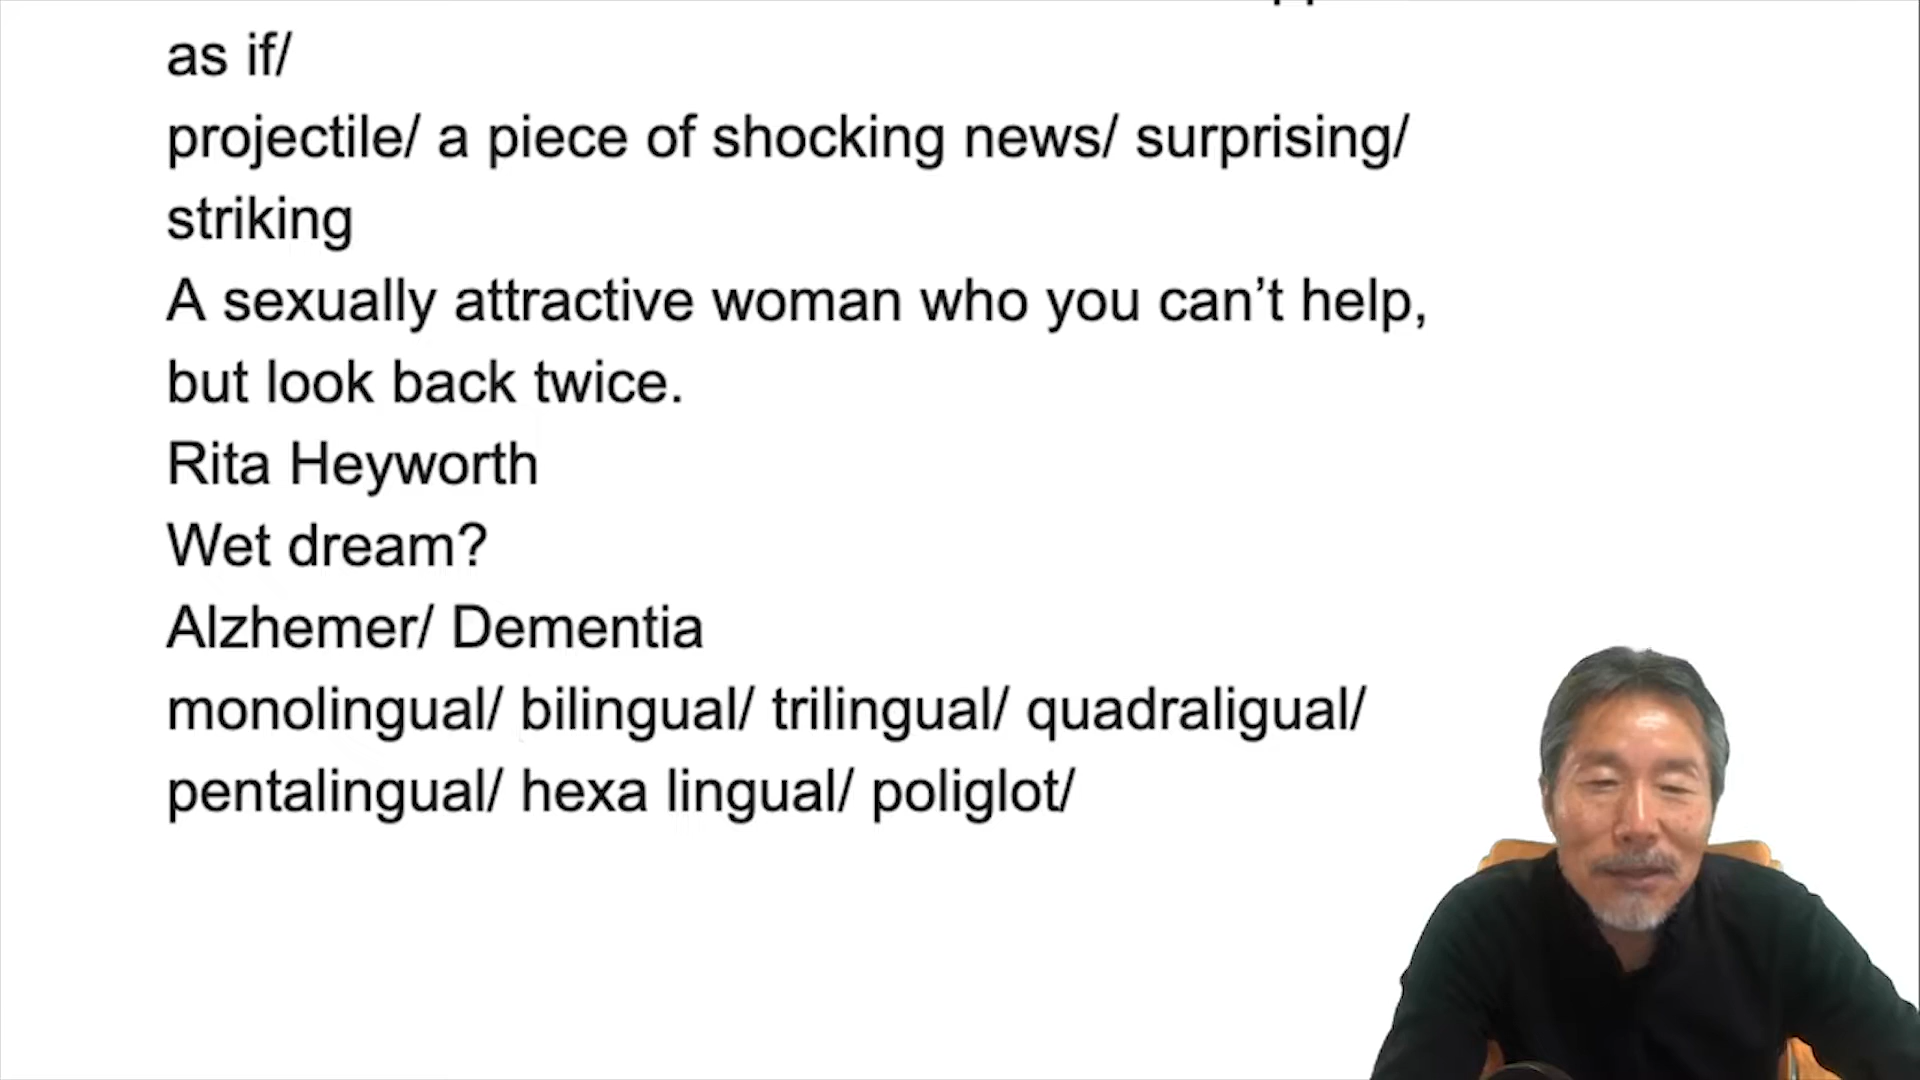 as if/
projectile/ a piece of shocking news/ surprising/
striking
A sexually attractive woman who you can’t help,
but look back twice.
Rita Heyworth
Wet dream?
Alzhemer/ Dementia
monolingual/ bilingual/ trilingual/ quadraligual/
pentalingual/ hexa lingual/ poliglot/